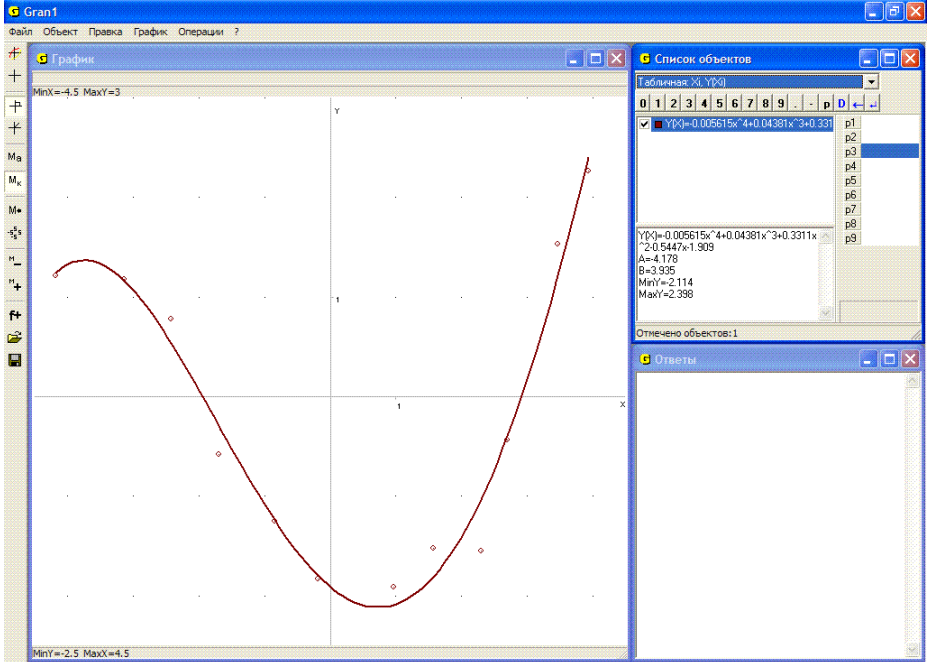 Gran1
Файл Объект Правка График Операции ?
График
MinX=-4.5 MaxY=3
Y
1
1
X
MinY=-2.5 MaxX=4.5
Ma
Mк
M•
-5 5 5
M
M
f+
Список объектов
Табличная: Xi, Y(Xi)
0 1 2 3 4 5 6 7 8 9 . - p D ← ↵
Y(X)=-0.005615x^4+0.04381x^3+0.331
p1
p2
p3
p4
p5
p6
p7
p8
p9
Y(X)=-0.005615x^4+0.04381x^3+0.3311x
^2-0.5447x-1.909
A=-4.178
B=3.935
MinY=-2.114
MaxY=2.398
Отмечено объектов:1
Ответы